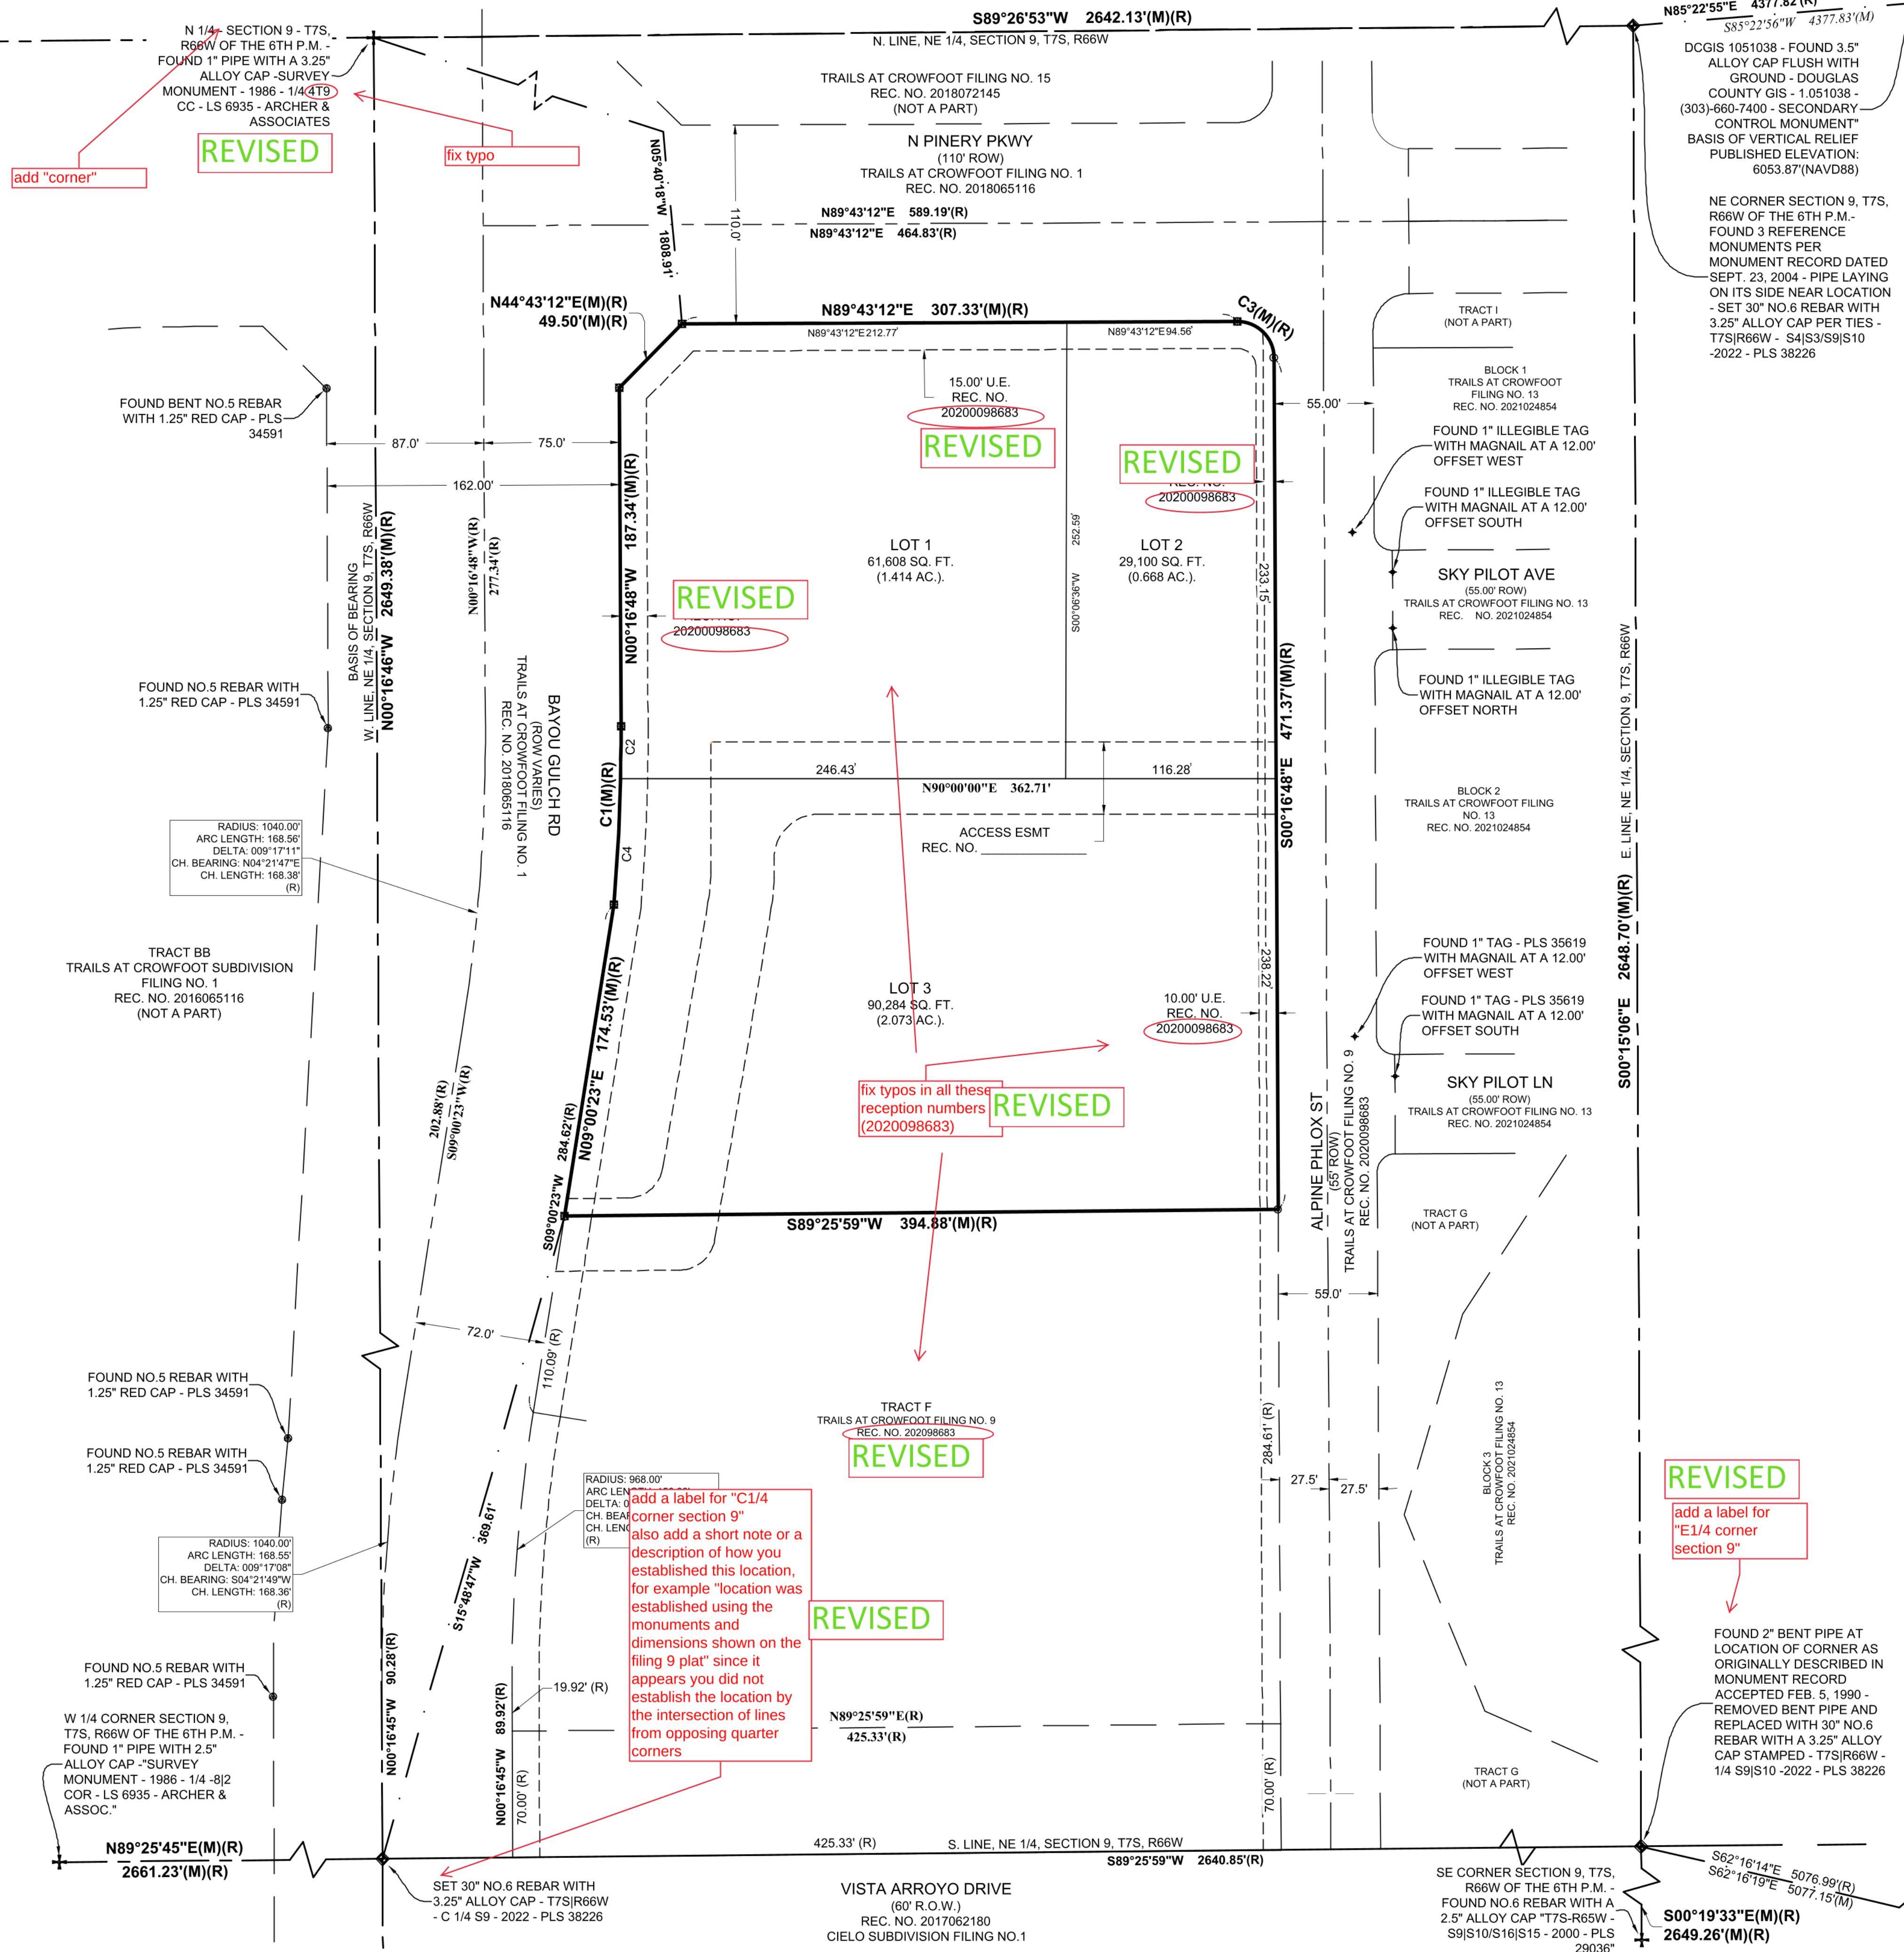 S89°26'53"W 2642.13'(M)(R)
N. LINE, NE 1/4, SECTION 9, T7S, R66W
N85°22'55"E 4377.82'(R)
S85°22'56"W 4377.83'(M)
N 1/4 - SECTION 9 - T7S,
R66W OF THE 6TH P.M. -
FOUND 1" PIPE WITH A 3.25"
ALLOY CAP -SURVEY
MONUMENT - 1986 - 1/4 4T9
CC - LS 6935 - ARCHER &
ASSOCIATES
REVISED
add "corner"
fix typo
TRAILS AT CROWFOOT FILING NO. 15
REC. NO. 2018072145
(NOT A PART)
N PINERY PKWY
(110' ROW)
TRAILS AT CROWFOOT FILING NO. 1
REC. NO. 2018065116
N89°43'12"E 589.19'(R)
N89°43'12"E 464.83'(R)
N05°40'18"W 1808.91'
110.0'
DCGIS 1051038 - FOUND 3.5"
ALLOY CAP FLUSH WITH
GROUND - DOUGLAS
COUNTY GIS - 1.051038 -
(303)-660-7400 - SECONDARY
CONTROL MONUMENT"
BASIS OF VERTICAL RELIEF
PUBLISHED ELEVATION:
6053.87'(NAVD88)
NE CORNER SECTION 9, T7S,
R66W OF THE 6TH P.M.-
FOUND 3 REFERENCE
MONUMENTS PER
MONUMENT RECORD DATED
SEPT. 23, 2004 - PIPE LAYING
ON ITS SIDE NEAR LOCATION
- SET 30" NO.6 REBAR WITH
3.25" ALLOY CAP PER TIES -
T7S|R66W - S4|S3/S9|S10
-2022 - PLS 38226
N44°43'12"E(M)(R)
49.50'(M)(R)
N89°43'12"E 307.33'(M)(R)
N89°43'12"E 212.77'
N89°43'12"E 94.56'
C3(M)(R)
TRACT I
(NOT A PART)
FOUND BENT NO.5 REBAR
WITH 1.25" RED CAP - PLS
34591
87.0'
75.0'
162.00'
15.00' U.E.
REC. NO.
20200098683
REVISED
REVISED
20200098683
55.00'
BLOCK 1
TRAILS AT CROWFOOT
FILING NO. 13
REC. NO. 2021024854
FOUND 1" ILLEGIBLE TAG
WITH MAGNAIL AT A 12.00'
OFFSET WEST
FOUND 1" ILLEGIBLE TAG
WITH MAGNAIL AT A 12.00'
OFFSET SOUTH
SKY PILOT AVE
(55.00' ROW)
TRAILS AT CROWFOOT FILING NO. 13
REC. NO. 2021024854
FOUND 1" ILLEGIBLE TAG
WITH MAGNAIL AT A 12.00'
OFFSET NORTH
BASIS OF BEARING
W. LINE, NE 1/4, SECTION 9, T7S, R66W
N00°16'46"W 2649.38'(M)(R)
N00°16'48"W(R)
277.34'(R)
N00°16'48"W 187.34'(M)(R)
REVISED
20200098683
LOT 1
61,608 SQ. FT.
(1.414 AC.).
LOT 2
29,100 SQ. FT.
(0.668 AC.).
S00°06'36"W 252.59'
233.15'
S00°16'48"E 471.37'(M)(R)
E. LINE, NE 1/4, SECTION 9, T7S, R66W
S00°15'06"E 2648.70'(M)(R)
FOUND NO.5 REBAR WITH
1.25" RED CAP - PLS 34591
BAYOU GULCH RD
(ROW VARIES)
TRAILS AT CROWFOOT FILING NO. 1
REC. NO. 2018065116
C2
C1(M)(R)
C4
246.43'
116.28'
N90°00'00"E 362.71'
ACCESS ESMT
REC. NO.
BLOCK 2
TRAILS AT CROWFOOT FILING
NO. 13
REC. NO. 2021024854
RADIUS: 1040.00'
ARC LENGTH: 168.56'
DELTA: 009°17'11"
CH. BEARING: N04°21'47"E
CH. LENGTH: 168.38'
(R)
TRACT BB
TRAILS AT CROWFOOT SUBDIVISION
FILING NO. 1
REC. NO. 2016065116
(NOT A PART)
LOT 3
90,284 SQ. FT.
(2.073 AC.).
10.00' U.E.
REC. NO.
20200098683
238.22'
FOUND 1" TAG - PLS 35619
WITH MAGNAIL AT A 12.00'
OFFSET WEST
FOUND 1" TAG - PLS 35619
WITH MAGNAIL AT A 12.00'
OFFSET SOUTH
SKY PILOT LN
(55.00' ROW)
TRAILS AT CROWFOOT FILING NO. 13
REC. NO. 2021024854
fix typos in all these
reception numbers
(2020098683)
REVISED
N09°00'23"E 174.53'(M)(R)
S09°00'23"W 284.62'(R)
202.88'(R)
S09°00'23"W(R)
S89°25'59"W 394.88'(M)(R)
ALPINE PHLOX ST
(55' ROW)
TRAILS AT CROWFOOT FILING NO. 9
REC. NO. 2020098683
TRACT G
(NOT A PART)
55.0'
72.0'
110.09' (R)
FOUND NO.5 REBAR WITH
1.25" RED CAP - PLS 34591
FOUND NO.5 REBAR WITH
1.25" RED CAP - PLS 34591
TRACT F
TRAILS AT CROWFOOT FILING NO. 9
REC. NO. 202098683
REVISED
284.61' (R)
27.5'
27.5'
BLOCK 3
TRAILS AT CROWFOOT FILING NO. 13
REC. NO. 2021024854
REVISED
add a label for
"E1/4 corner
section 9"
RADIUS: 968.00'
ARC
DELTA: 0
CH.
CH.
(R)
add a label for "C1/4
corner section 9"
also add a short note or a
description of how you
established this location,
for example "location was
established using the
monuments and
dimensions shown on the
filing 9 plat" since it
appears you did not
establish the location by
the intersection of lines
from opposing quarter
corners
REVISED
RADIUS: 1040.00'
ARC LENGTH: 168.55'
DELTA: 009°17'08"
CH. BEARING: S04°21'49"W
CH. LENGTH: 168.36'
(R)
S15°48'47"W 369.61'
FOUND NO.5 REBAR WITH
1.25" RED CAP - PLS 34591
N00°16'45"W 90.28'(R)
N00°16'45"W 89.92'(R)
19.92' (R)
70.00' (R)
N89°25'59"E(R)
425.33'(R)
70.00' (R)
FOUND 2" BENT PIPE AT
LOCATION OF CORNER AS
ORIGINALLY DESCRIBED IN
MONUMENT RECORD
ACCEPTED FEB. 5, 1990 -
REMOVED BENT PIPE AND
REPLACED WITH 30" NO.6
REBAR WITH A 3.25" ALLOY
CAP STAMPED - T7S|R66W -
1/4 S9|S10 -2022 - PLS 38226
W 1/4 CORNER SECTION 9,
T7S, R66W OF THE 6TH P.M. -
FOUND 1" PIPE WITH 2.5"
ALLOY CAP -"SURVEY
MONUMENT - 1986 - 1/4 -8|2
COR - LS 6935 - ARCHER &
ASSOC."
TRACT G
(NOT A PART)
N89°25'45"E(M)(R)
2661.23'(M)(R)
425.33' (R)
S. LINE, NE 1/4, SECTION 9, T7S, R66W
S89°25'59"W 2640.85'(R)
SET 30" NO.6 REBAR WITH
3.25" ALLOY CAP - T7S|R66W
- C 1/4 S9 - 2022 - PLS 38226
VISTA ARROYO DRIVE
(60' R.O.W.)
REC. NO. 2017062180
CIELO SUBDIVISION FILING NO.1
SE CORNER SECTION 9, T7S,
R66W OF THE 6TH P.M. -
FOUND NO.6 REBAR WITH A
2.5" ALLOY CAP "T7S-R65W -
S9|S10/S16|S15 - 2000 - PLS
29036"
S62°16'14"E 5076.99'(R)
S62°16'19"E 5077.15'(M)
S00°19'33"E(M)(R)
2649.26'(M)(R)